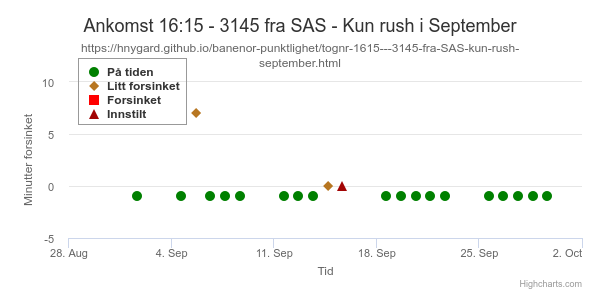 Ankomst 16:15 - 3145 fra SAS - Kun rush i September
https://hnygard.github.io/banenor-punktlighet/tognr-1615---3145-fra-SAS-kun-rush-
september.html
På tiden
Litt forsinket
Forsinket
Innstilt
Minutter forsinket
10
5
0
-5
28. Aug
4. Sep
11. Sep
18. Sep
25. Sep
2. Oct
Tid
Highcharts.com